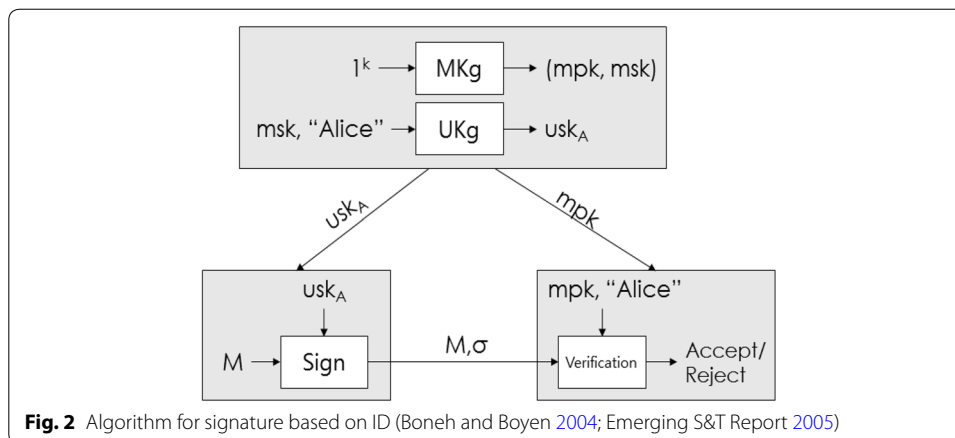 1ᵏ MKg (mpk, msk)
msk, “Alice” UKg usk_A
usk_A mpk
usk_A mpk, “Alice”
M Sign M,σ Verification Accept/
Reject
Fig. 2 Algorithm for signature based on ID (Boneh and Boyen 2004; Emerging S&T Report 2005)